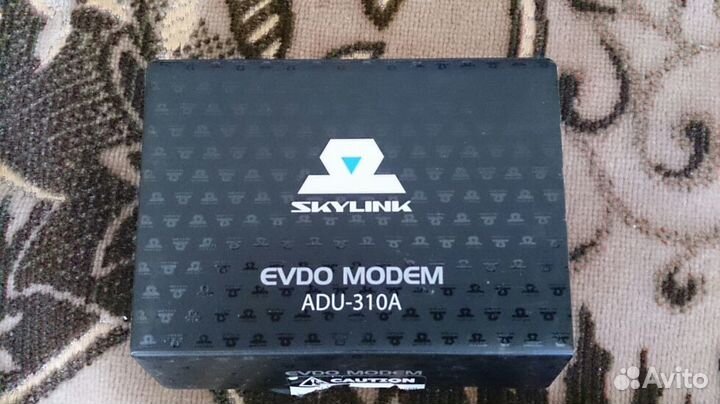 SKYLINK
EVDO MODEM
ADU-310A
EVDO MODEM
CAUTION
Avito